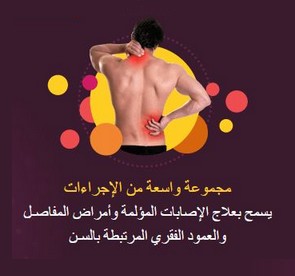 مجموعة واسعة من الإجراءات
يسمح بعلاج الإصابات المؤلمة وأمراض المفاصل
والعمود الفقري المرتبطة بالسن